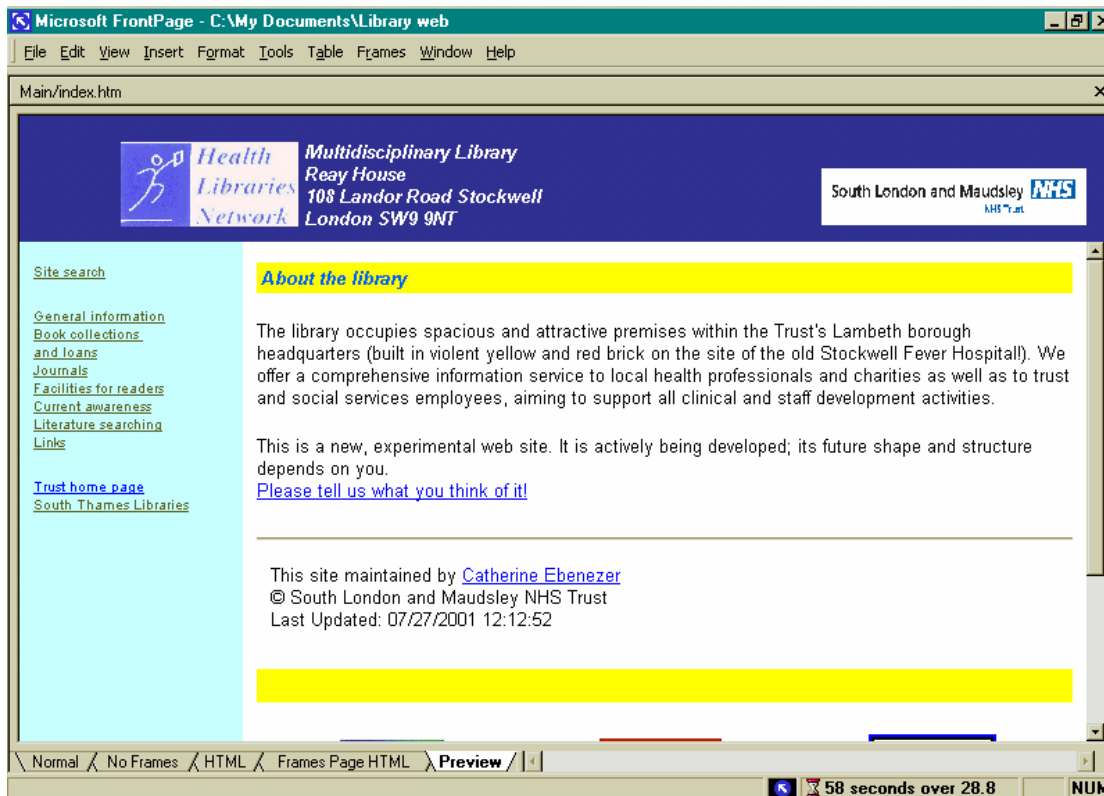 Microsoft FrontPage - C:\My Documents\Library web
File Edit View Insert Format Tools Table Frames Window Help
Main/index.htm
Health
Libraries
Network
Multidisciplinary Library
Reay House
108 Landor Road Stockwell
London SW9 9NT
South London and Maudsley NHS
NHS Trust
Site search
General information
Book collections
and loans
Journals
Facilities for readers
Current awareness
Literature searching
Links
Trust home page
South Thames Libraries
About the library
The library occupies spacious and attractive premises within the Trust's Lambeth borough
headquarters (built in violent yellow and red brick on the site of the old Stockwell Fever Hospital!). We
offer a comprehensive information service to local health professionals and charities as well as to trust
and social services employees, aiming to support all clinical and staff development activities.
This is a new, experimental web site. It is actively being developed; its future shape and structure
depends on you.
Please tell us what you think of it!
This site maintained by Catherine Ebenezer
© South London and Maudsley NHS Trust
Last Updated: 07/27/2001 12:12:52
Normal No Frames HTML Frames Page HTML Preview
58 seconds over 28.8 NUM